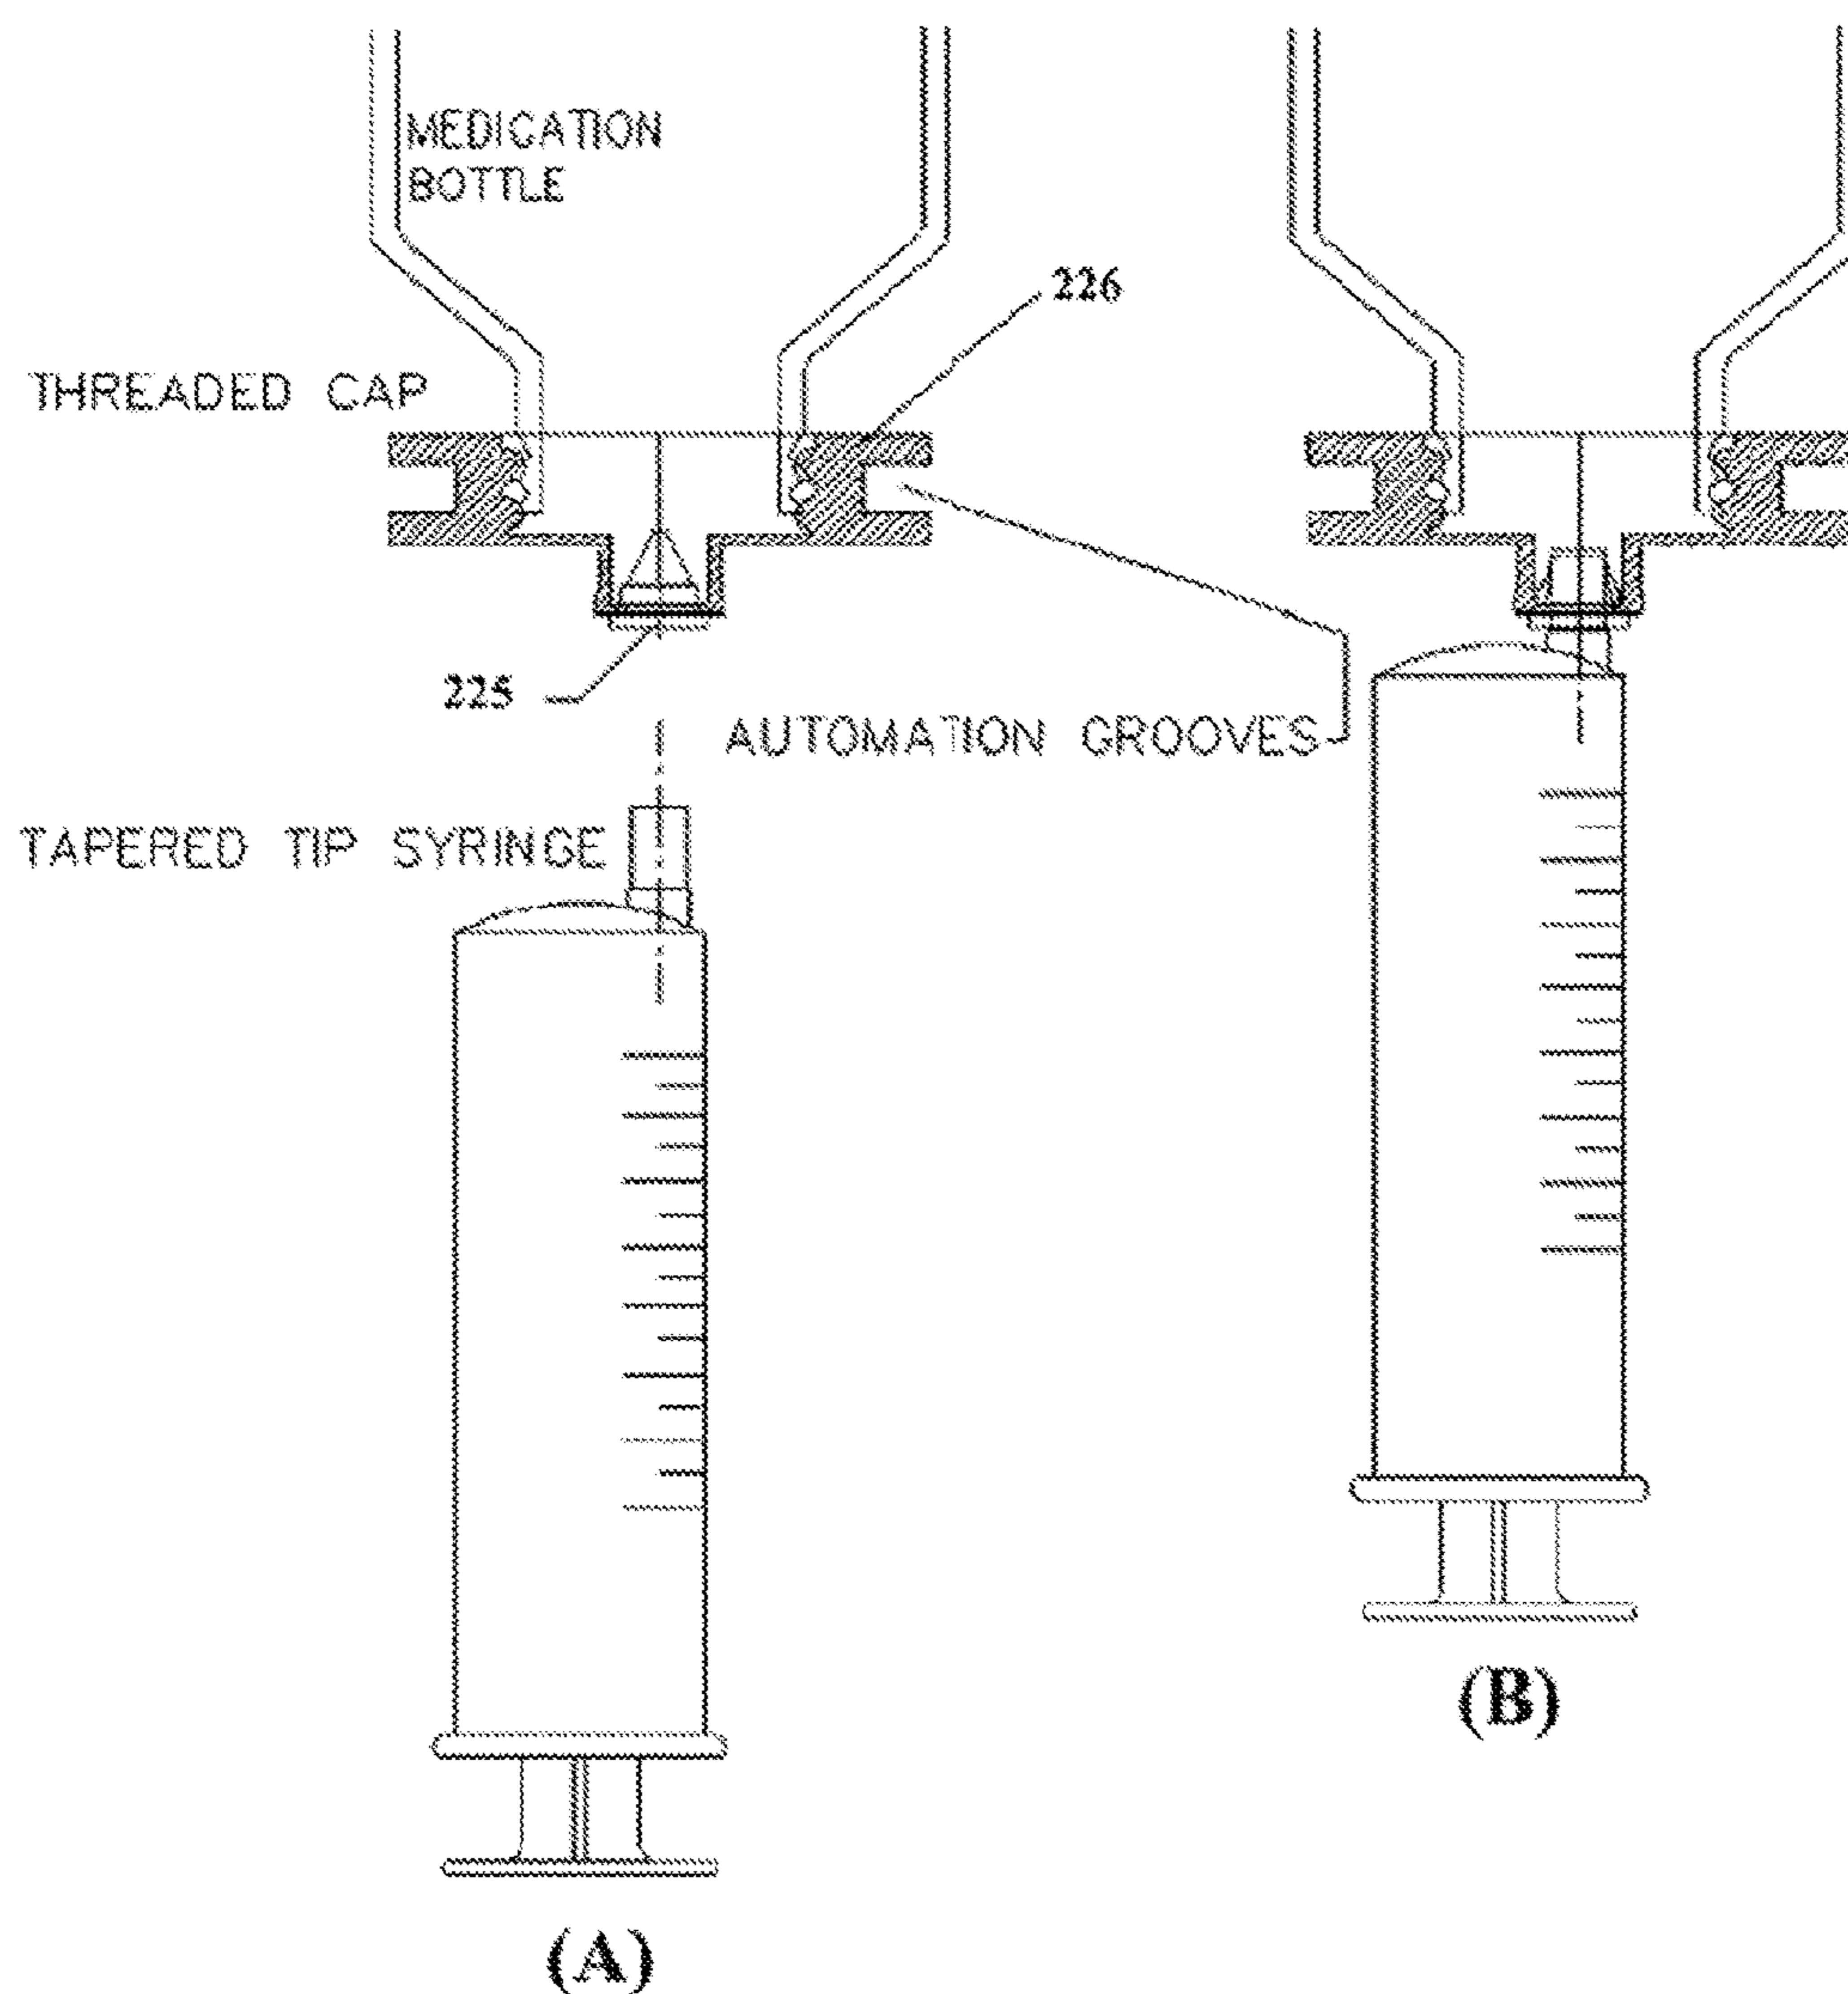 MEDICATION
BOTTLE
226
THREADED CAP
225
AUTOMATION GROOVES
TAPERED TIP SYRINGE
(B)
(A)